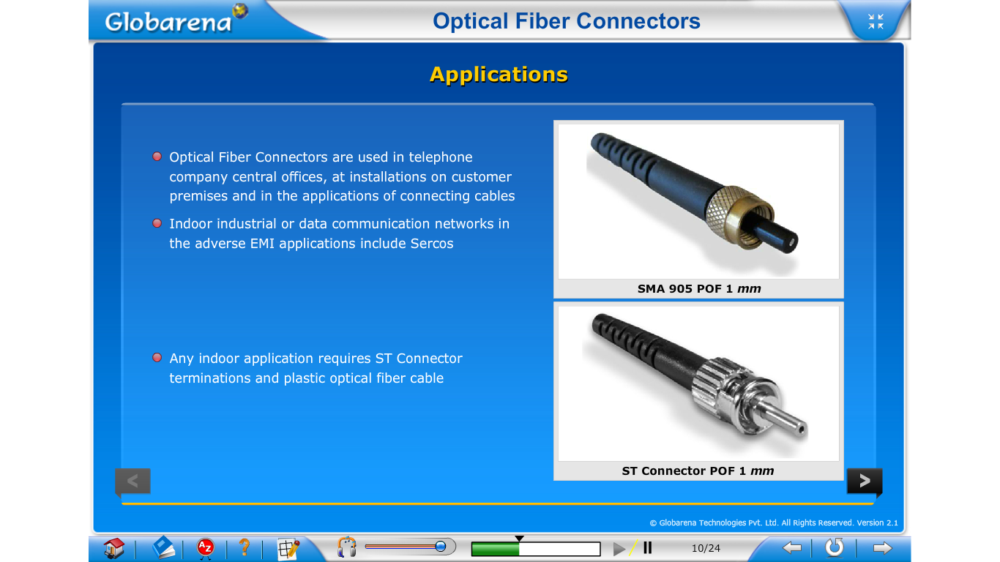 Globarena
Optical Fiber Connectors
Applications
Optical Fiber Connectors are used in telephone
company central offices, at installations on customer
premises and in the applications of connecting cables
Indoor industrial or data communication networks in
the adverse EMI applications include Sercos
SMA 905 POF 1 mm
Any indoor application requires ST Connector
terminations and plastic optical fiber cable
ST Connector POF 1 mm
<
>
© Globarena Technologies Pvt. Ltd. All Rights Reserved. Version 2.1
AZ
?
10/24